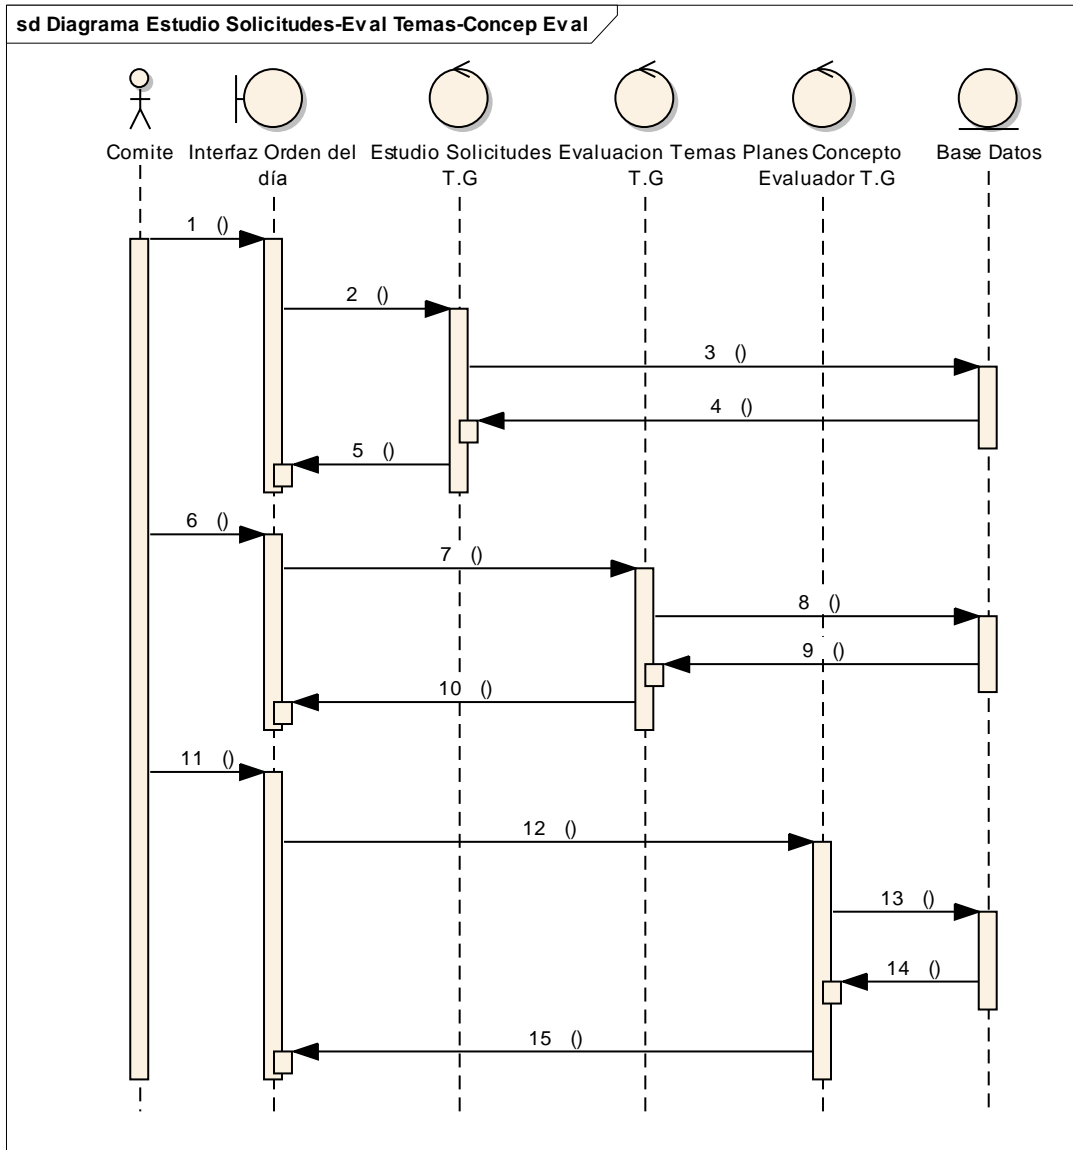 sd Diagrama Estudio Solicitudes-Eval Temas-Concep Eval
Comite
Interfaz Orden del
día
Estudio Solicitudes
T.G
Evaluacion Temas
T.G
Planes Concepto
Evaluador T.G
Base Datos
1 ()
2 ()
3 ()
4 ()
5 ()
6 ()
7 ()
8 ()
9 ()
10 ()
11 ()
12 ()
13 ()
14 ()
15 ()